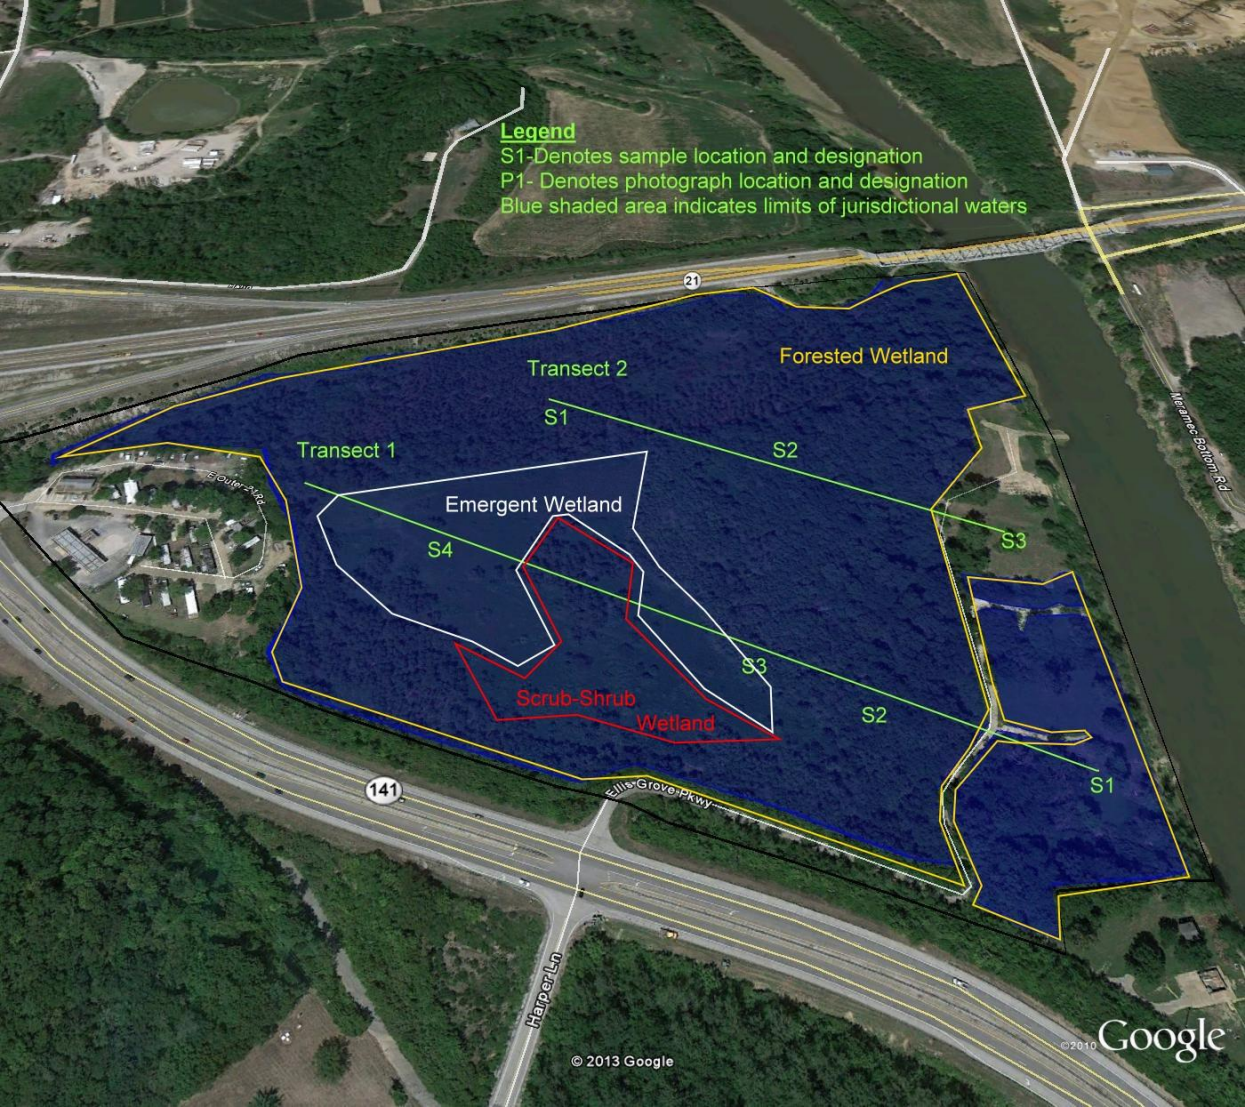 Legend
S1-Denotes sample location and designation
P1- Denotes photograph location and designation
Blue shaded area indicates limits of jurisdictional waters
21
Forested Wetland
Transect 2
S1
S2
S3
Meramec Bottom Rd
Transect 1
E Outer 21 Rd
Emergent Wetland
S4
S3
S2
S1
Scrub-Shrub
Wetland
141
Ellis Grove Pkwy
Harper Ln
©2010 Google
© 2013 Google